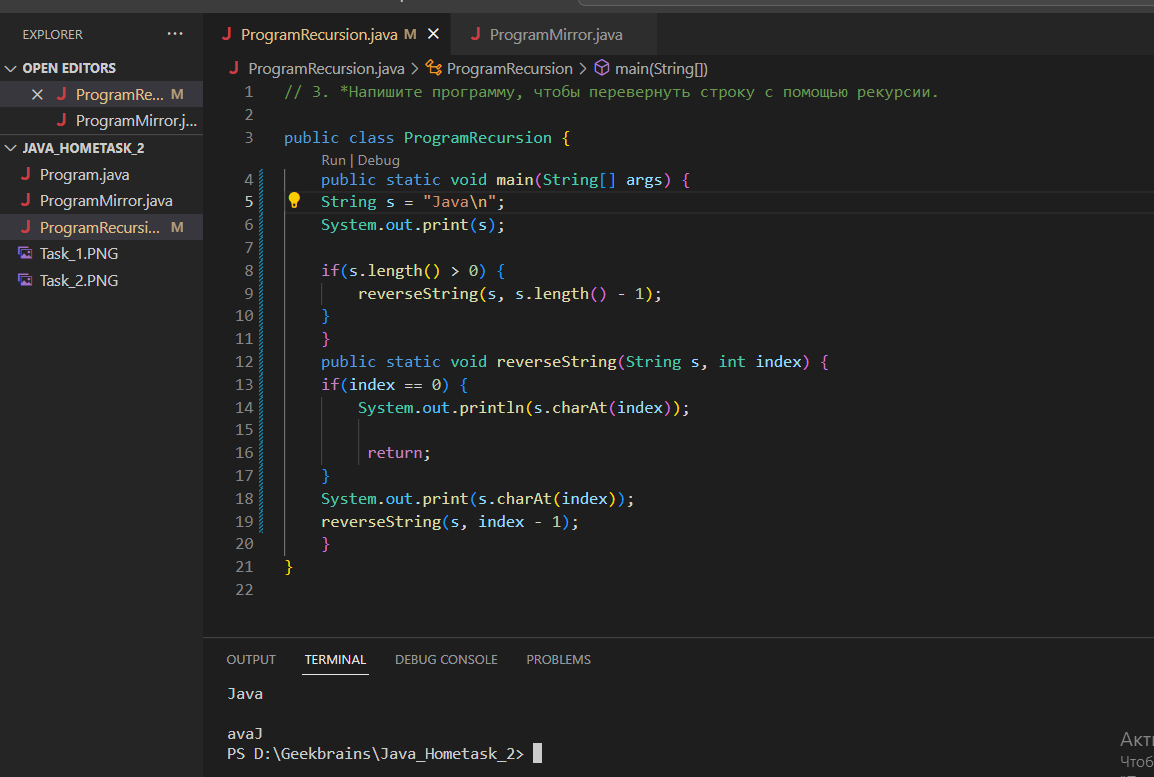 EXPLORER
···
OPEN EDITORS
J ProgramRe... M
J ProgramMirror.j...
JAVA_HOMETASK_2
J Program.java
J ProgramMirror.java
J ProgramRecursi... M
Task_1.PNG
Task_2.PNG
J ProgramRecursion.java M
J ProgramMirror.java
J ProgramRecursion.java > ProgramRecursion > main(String[])
1 // 3. *Напишите программу, чтобы перевернуть строку с помощью рекурсии.
2
3 public class ProgramRecursion {
Run | Debug
4 public static void main(String[] args) {
5 String s = "Java\n";
6 System.out.print(s);
7
8 if(s.length() > 0) {
9 reverseString(s, s.length() - 1);
10 }
11 }
12 public static void reverseString(String s, int index) {
13 if(index == 0) {
14 System.out.println(s.charAt(index));
15
16 return;
17 }
18 System.out.print(s.charAt(index));
19 reverseString(s, index - 1);
20 }
21 }
22
OUTPUT TERMINAL DEBUG CONSOLE PROBLEMS
Java
avaJ
PS D:\Geekbrains\Java_Hometask_2>
Чтоб